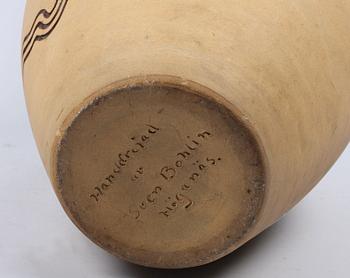 Handdrejad
av
Sven Bohlin
Höganäs.